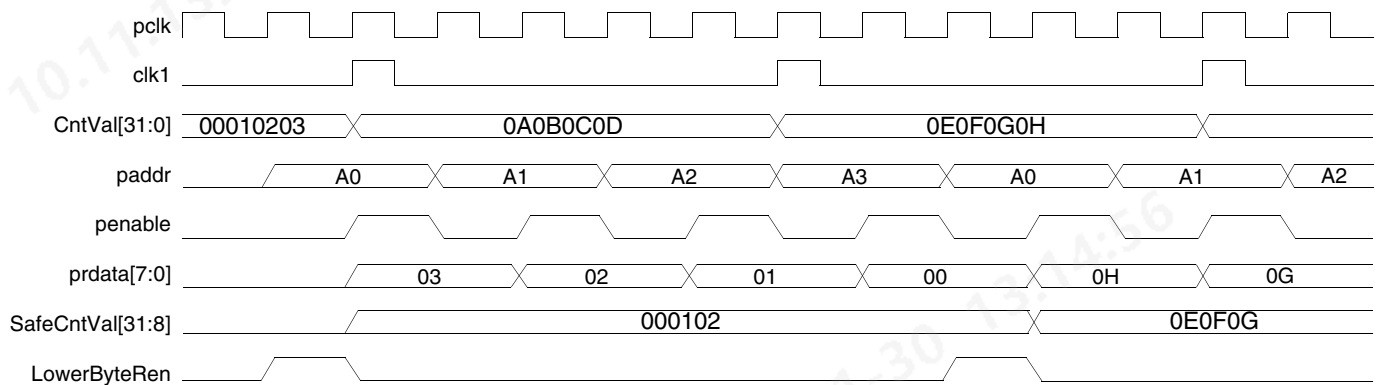 pclk
clk1
CntVal[31:0] 00010203 0A0B0C0D 0E0F0G0H
paddr A0 A1 A2 A3 A0 A1 A2
penable
prdata[7:0] 03 02 01 00 0H 0G
SafeCntVal[31:8] 000102 0E0F0G
LowerByteRen